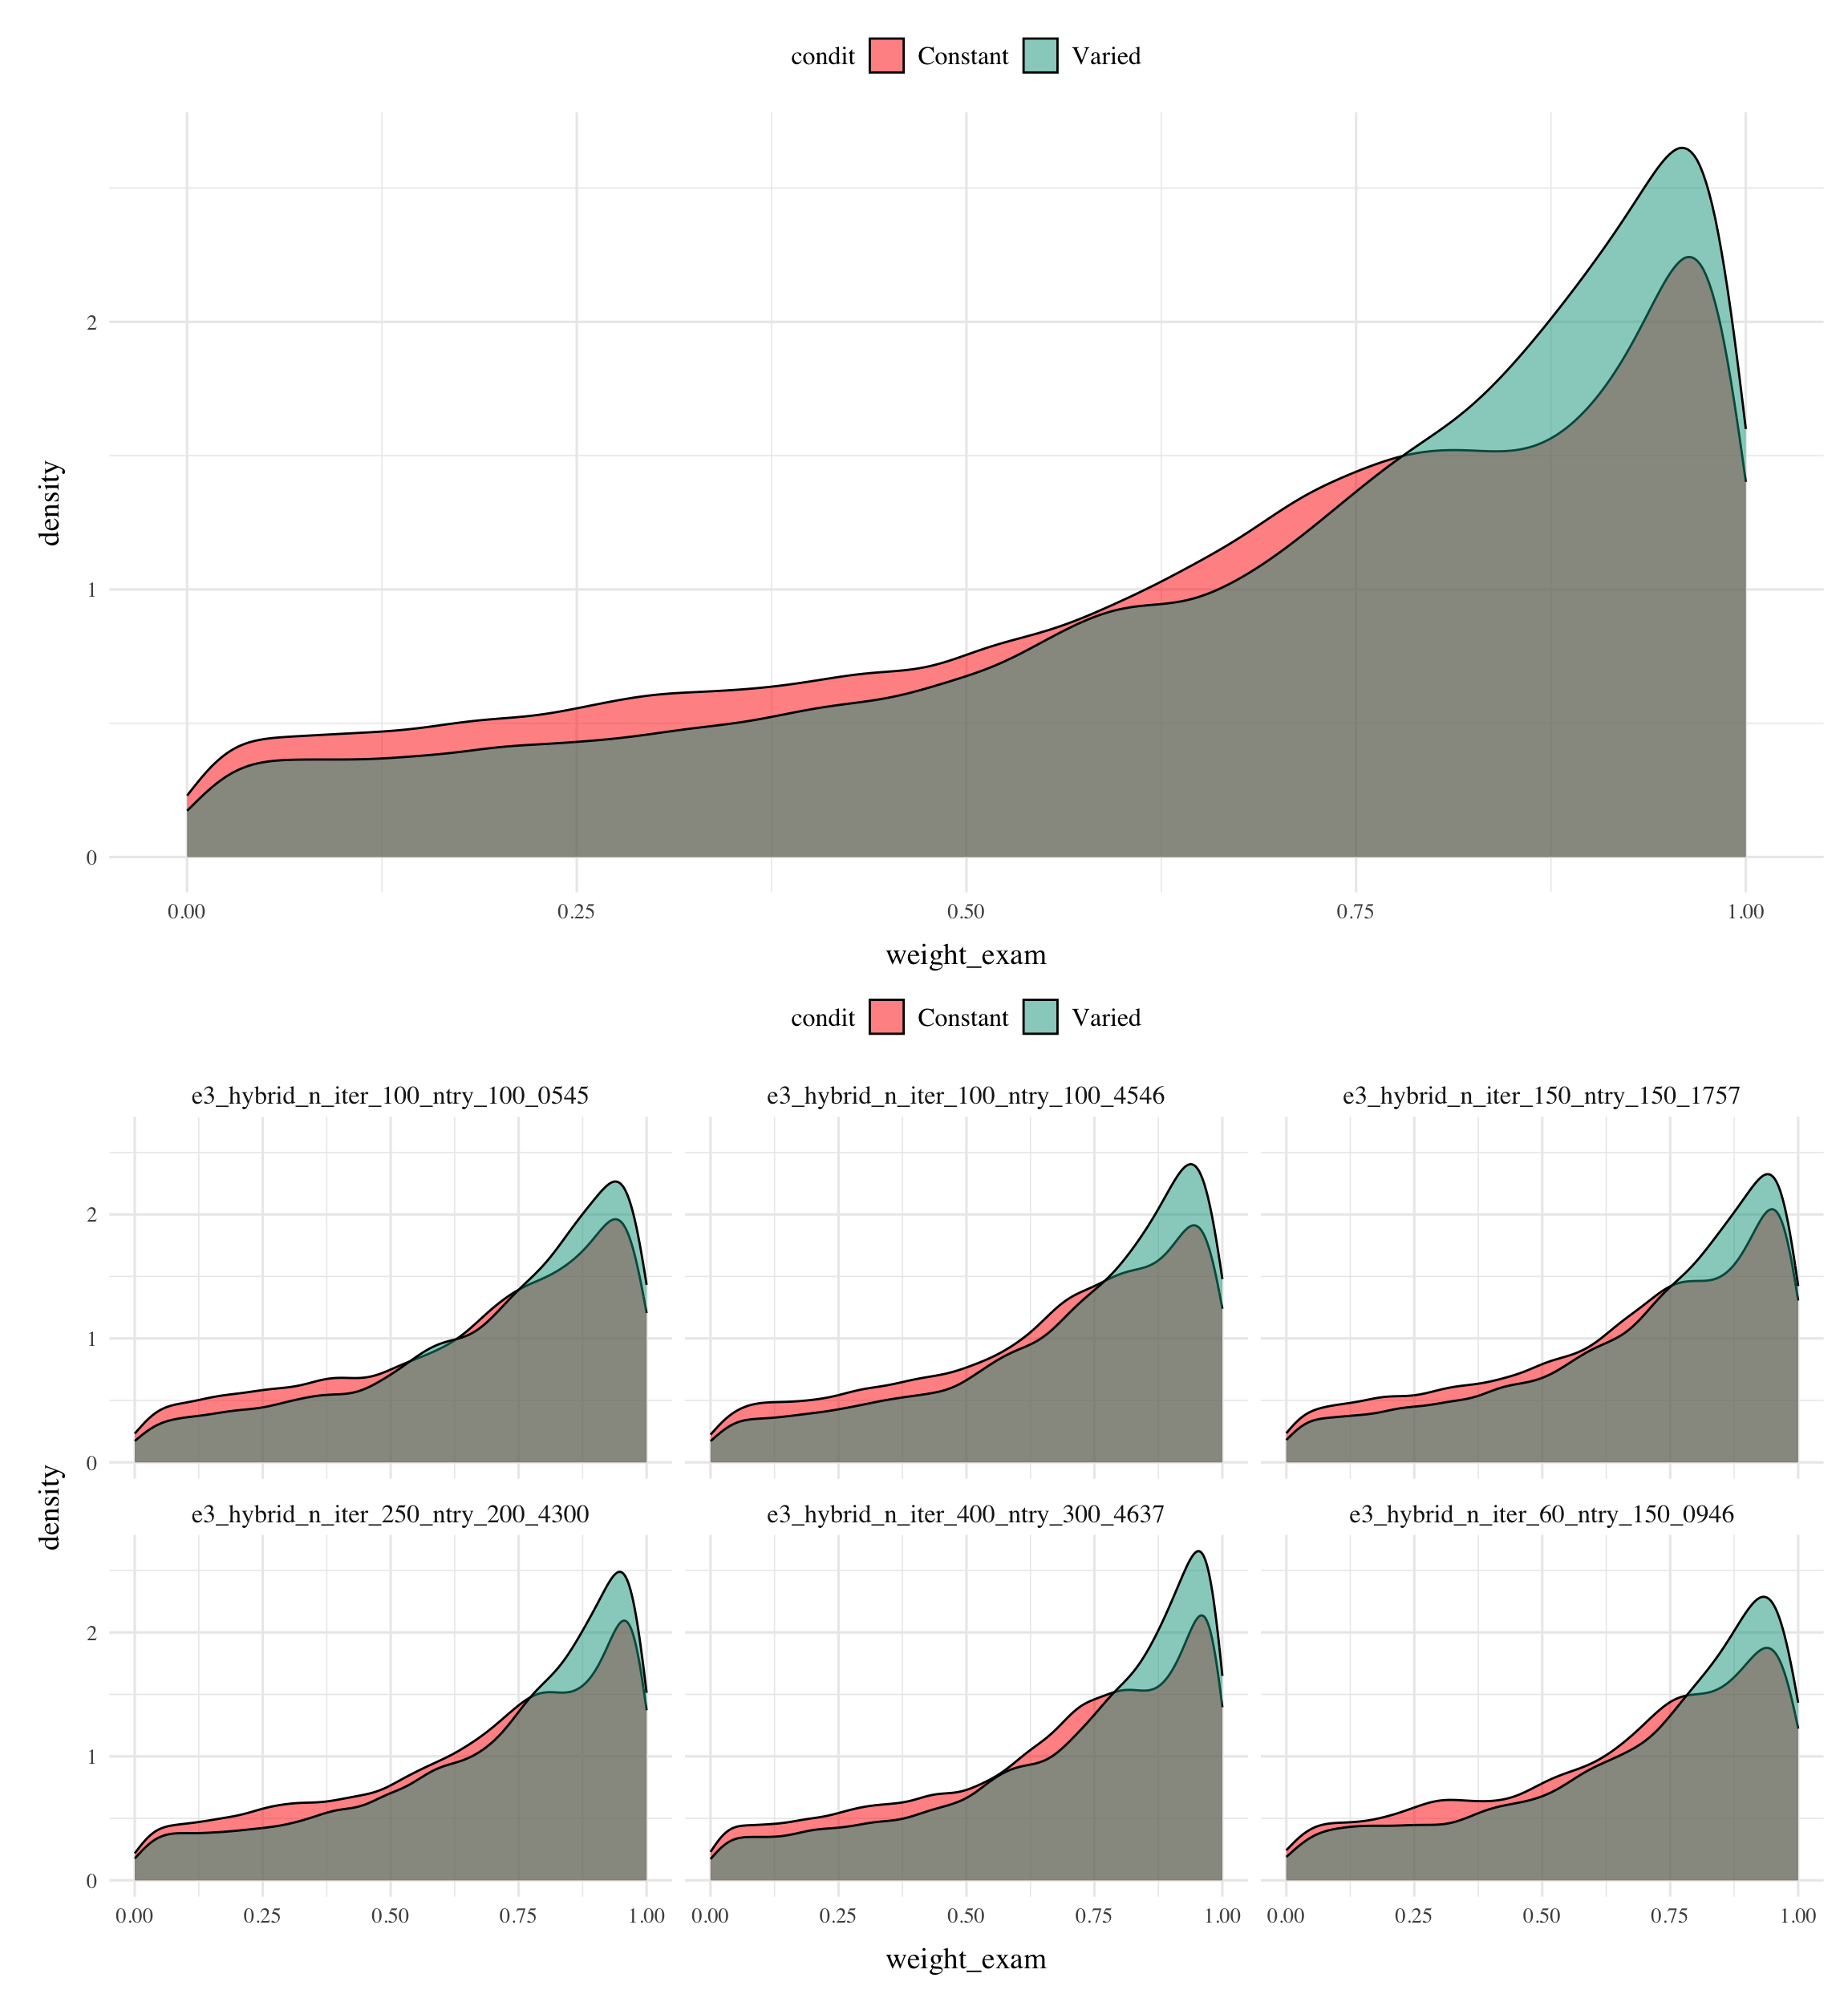 condit Constant Varied
density
2
1
0
0.00 0.25 0.50 0.75 1.00
weight_exam
condit Constant Varied
e3_hybrid_n_iter_100_ntry_100_0545 e3_hybrid_n_iter_100_ntry_100_4546 e3_hybrid_n_iter_150_ntry_150_1757
2
1
0
density
e3_hybrid_n_iter_250_ntry_200_4300 e3_hybrid_n_iter_400_ntry_300_4637 e3_hybrid_n_iter_60_ntry_150_0946
2
1
0
0.00 0.25 0.50 0.75 1.00 0.00 0.25 0.50 0.75 1.00 0.00 0.25 0.50 0.75 1.00
weight_exam